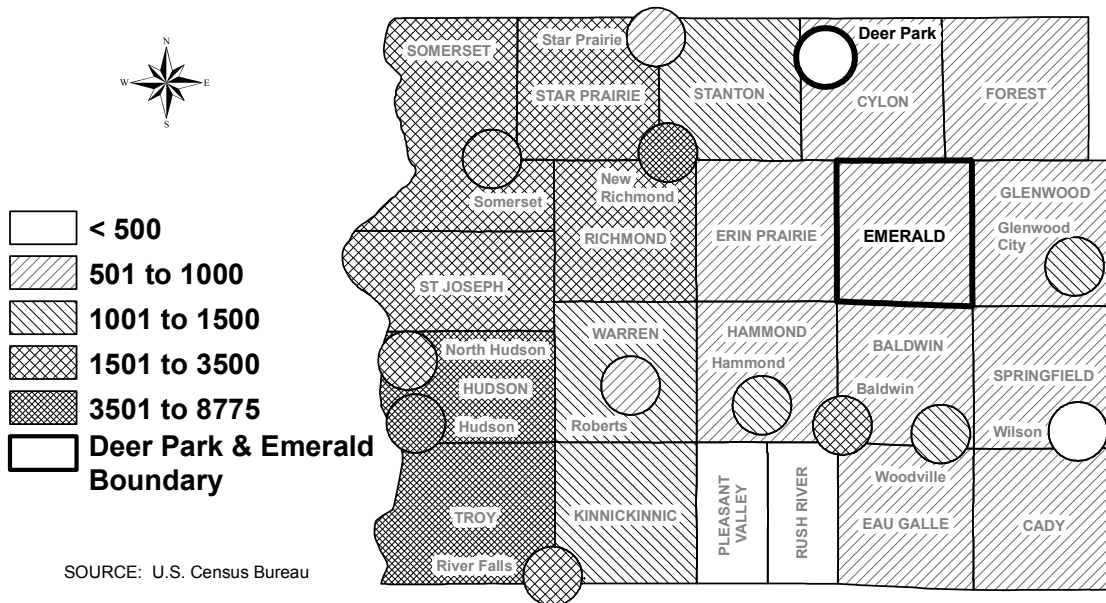 N
W
E
S
< 500
501 to 1000
1001 to 1500
1501 to 3500
3501 to 8775
Deer Park & Emerald
Boundary
SOURCE: U.S. Census Bureau
SOMERSET
Star Prairie
STAR PRAIRIE
STANTON
Deer Park
CYLON
FOREST
Somerset
New
Richmond
RICHMOND
ERIN PRAIRIE
EMERALD
GLENWOOD
Glenwood
City
ST JOSEPH
North Hudson
HUDSON
Hudson
WARREN
Roberts
HAMMOND
Hammond
BALDWIN
Baldwin
SPRINGFIELD
Wilson
TROY
River Falls
KINNICKINNIC
PLEASANT
VALLEY
RUSH RIVER
Woodville
EAU GALLE
CADY